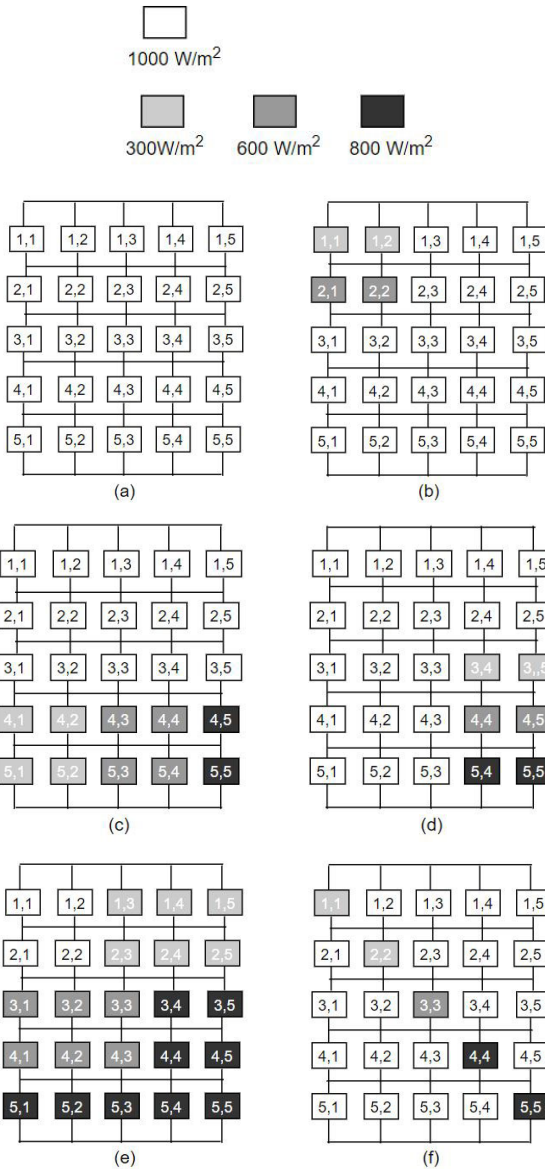 1000 W/m²
300W/m² 600 W/m² 800 W/m²
1,1 1,2 1,3 1,4 1,5 1,1 1,2 1,3 1,4 1,5
2,1 2,2 2,3 2,4 2,5 2,1 2,2 2,3 2,4 2,5
3,1 3,2 3,3 3,4 3,5 3,1 3,2 3,3 3,4 3,5
4,1 4,2 4,3 4,4 4,5 4,1 4,2 4,3 4,4 4,5
5,1 5,2 5,3 5,4 5,5 5,1 5,2 5,3 5,4 5,5
(a) (b)
1,1 1,2 1,3 1,4 1,5 1,1 1,2 1,3 1,4 1,5
2,1 2,2 2,3 2,4 2,5 2,1 2,2 2,3 2,4 2,5
3,1 3,2 3,3 3,4 3,5 3,1 3,2 3,3 3,4 3,,5
4,1 4,2 4,3 4,4 4,5 4,1 4,2 4,3 4,4 4,5
5,1 5,2 5,3 5,4 5,5 5,1 5,2 5,3 5,4 5,5
(c) (d)
1,1 1,2 1,3 1,4 1,5 1,1 1,2 1,3 1,4 1,5
2,1 2,2 2,3 2,4 2,5 2,1 2,2 2,3 2,4 2,5
3,1 3,2 3,3 3,4 3,5 3,1 3,2 3,3 3,4 3,5
4,1 4,2 4,3 4,4 4,5 4,1 4,2 4,3 4,4 4,5
5,1 5,2 5,3 5,4 5,5 5,1 5,2 5,3 5,4 5,5
(e) (f)